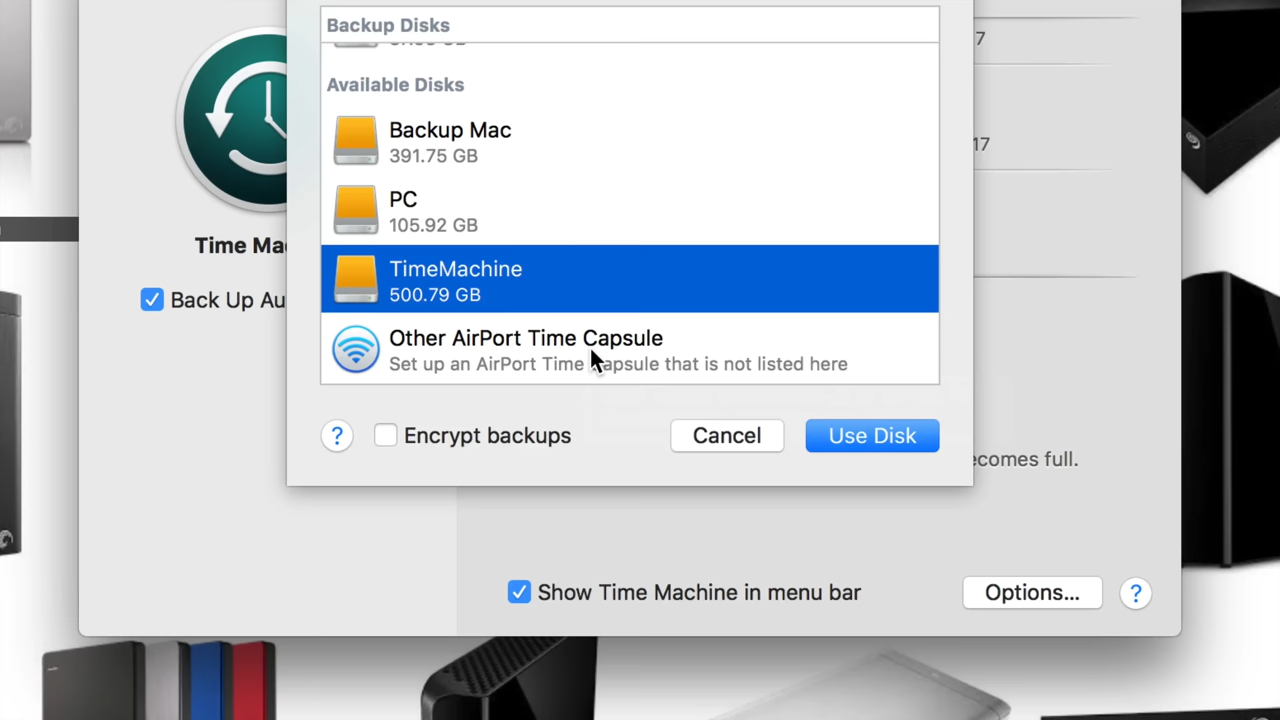 Backup Disks
Available Disks
Backup Mac
391.75 GB
PC
105.92 GB
TimeMachine
500.79 GB
Other AirPort Time Capsule
Set up an AirPort Time Capsule that is not listed here
? Encrypt backups Cancel Use Disk
7
17
Time Mac
Back Up Au
ecomes full.
Show Time Machine in menu bar Options... ?